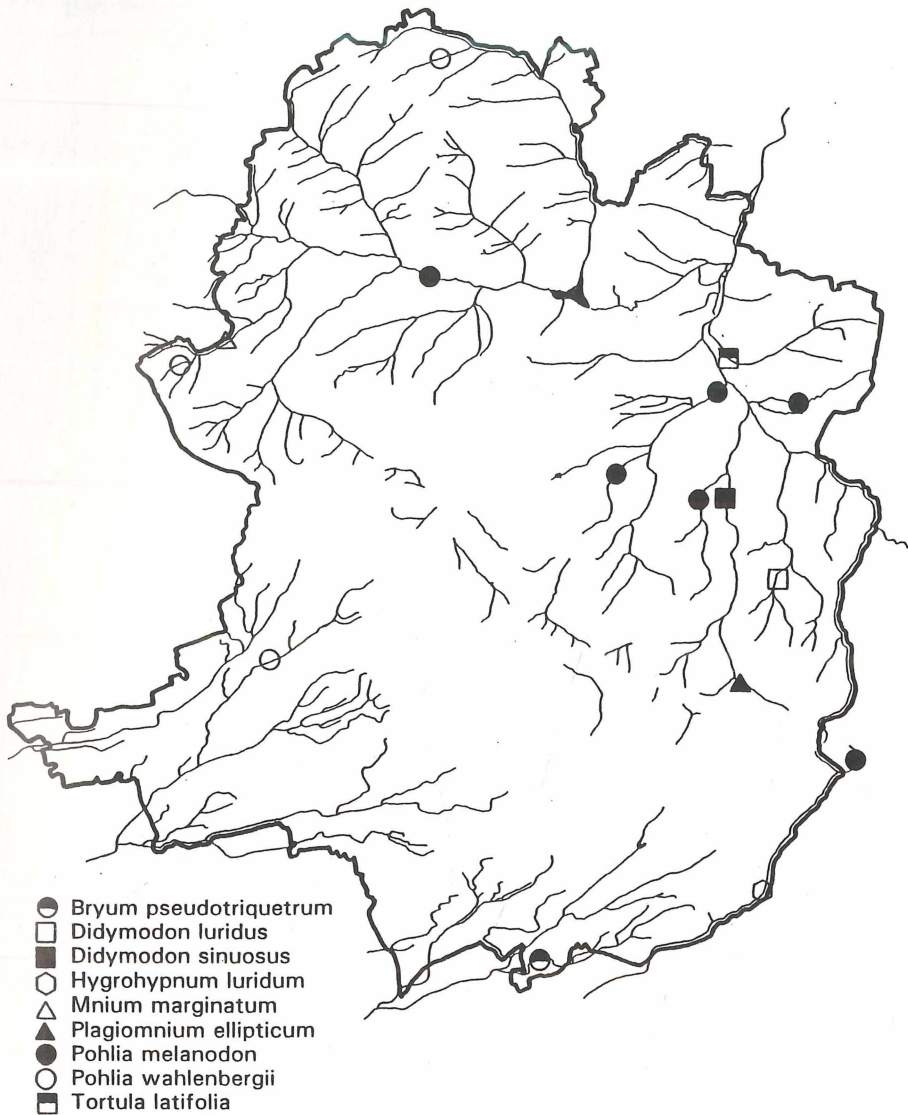 Bryum pseudotriquetrum
Didymodon luridus
Didymodon sinuosus
Hygrohypnum luridum
Mnium marginatum
Plagiomnium ellipticum
Pohlia melanodon
Pohlia wahlenbergii
Tortula latifolia